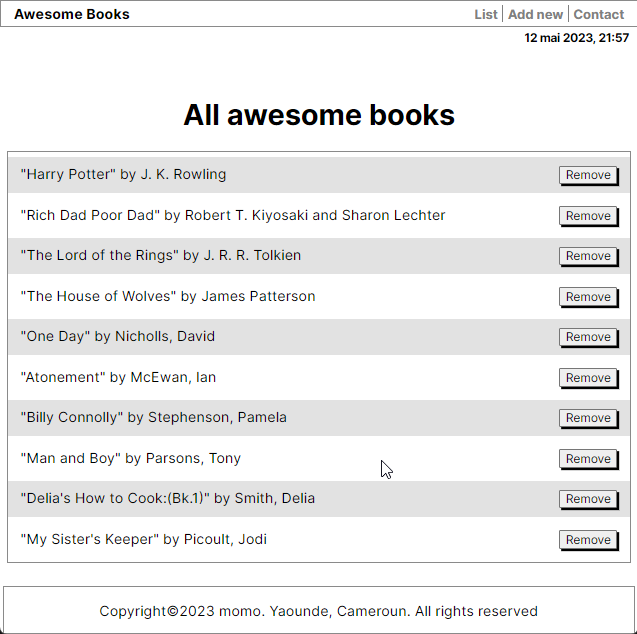 Awesome Books
List Add new Contact
12 mai 2023, 21:57
All awesome books
"Harry Potter" by J. K. Rowling Remove
"Rich Dad Poor Dad" by Robert T. Kiyosaki and Sharon Lechter Remove
"The Lord of the Rings" by J. R. R. Tolkien Remove
"The House of Wolves" by James Patterson Remove
"One Day" by Nicholls, David Remove
"Atonement" by McEwan, Ian Remove
"Billy Connolly" by Stephenson, Pamela Remove
"Man and Boy" by Parsons, Tony Remove
"Delia's How to Cook:(Bk.1)" by Smith, Delia Remove
"My Sister's Keeper" by Picoult, Jodi Remove
Copyright©2023 momo. Yaounde, Cameroun. All rights reserved